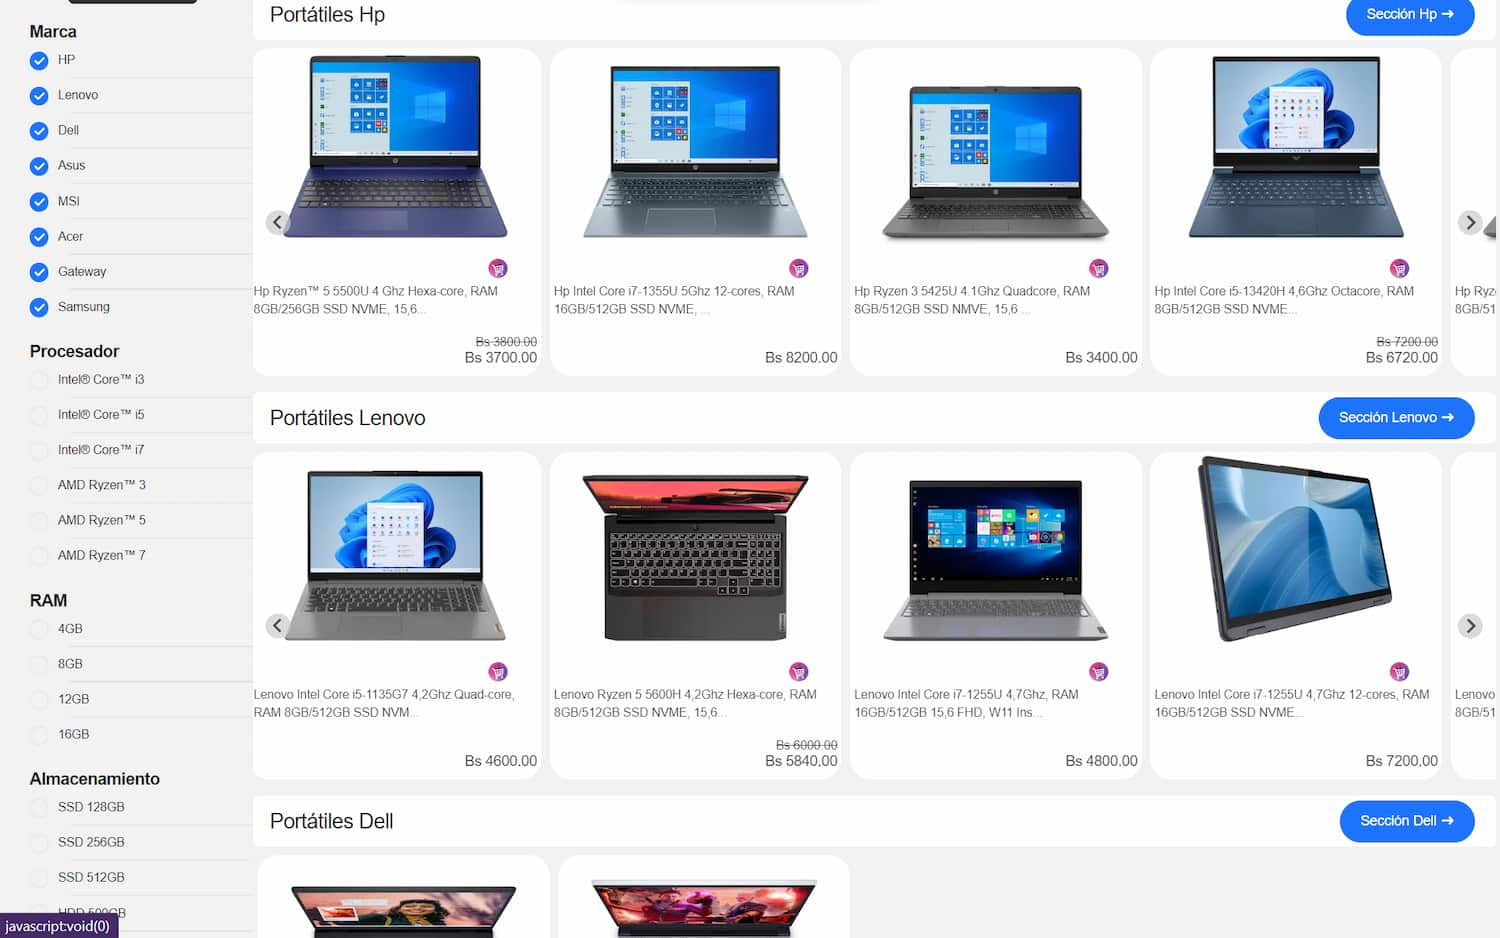 Marca
HP
Lenovo
Dell
Asus
MSI
Acer
Gateway
Samsung
Procesador
Intel® Core™ i3
Intel® Core™ i5
Intel® Core™ i7
AMD Ryzen™ 3
AMD Ryzen™ 5
AMD Ryzen™ 7
RAM
4GB
8GB
12GB
16GB
Almacenamiento
SSD 128GB
SSD 256GB
SSD 512GB
HDD 500GB
javascript:void(0)
Portátiles Hp
Sección Hp →
Hp Ryzen™ 5 5500U 4 Ghz Hexa-core, RAM
8GB/256GB SSD NVME, 15,6...
Bs 3800.00
Bs 3700.00
Hp Intel Core i7-1355U 5Ghz 12-cores, RAM
16GB/512GB SSD NVME, ...
Bs 8200.00
Hp Ryzen 3 5425U 4.1Ghz Quadcore, RAM
8GB/512GB SSD NMVE, 15,6 ...
Bs 3400.00
Hp Intel Core i5-13420H 4,6Ghz Octacore, RAM
8GB/512GB SSD NVME...
Bs 7200.00
Bs 6720.00
Hp Ryz
8GB/51
Portátiles Lenovo
Sección Lenovo →
Lenovo Intel Core i5-1135G7 4,2Ghz Quad-core,
RAM 8GB/512GB SSD NVM...
Bs 4600.00
Lenovo Ryzen 5 5600H 4,2Ghz Hexa-core, RAM
8GB/512GB SSD NVME, 15,6...
Bs 6000.00
Bs 5840.00
Lenovo Intel Core i7-1255U 4,7Ghz, RAM
16GB/512GB 15,6 FHD, W11 Ins...
Bs 4800.00
Lenovo Intel Core i7-1255U 4,7Ghz 12-cores, RAM
16GB/512GB SSD NVME...
Bs 7200.00
Lenovo
8GB/51
Portátiles Dell
Sección Dell →